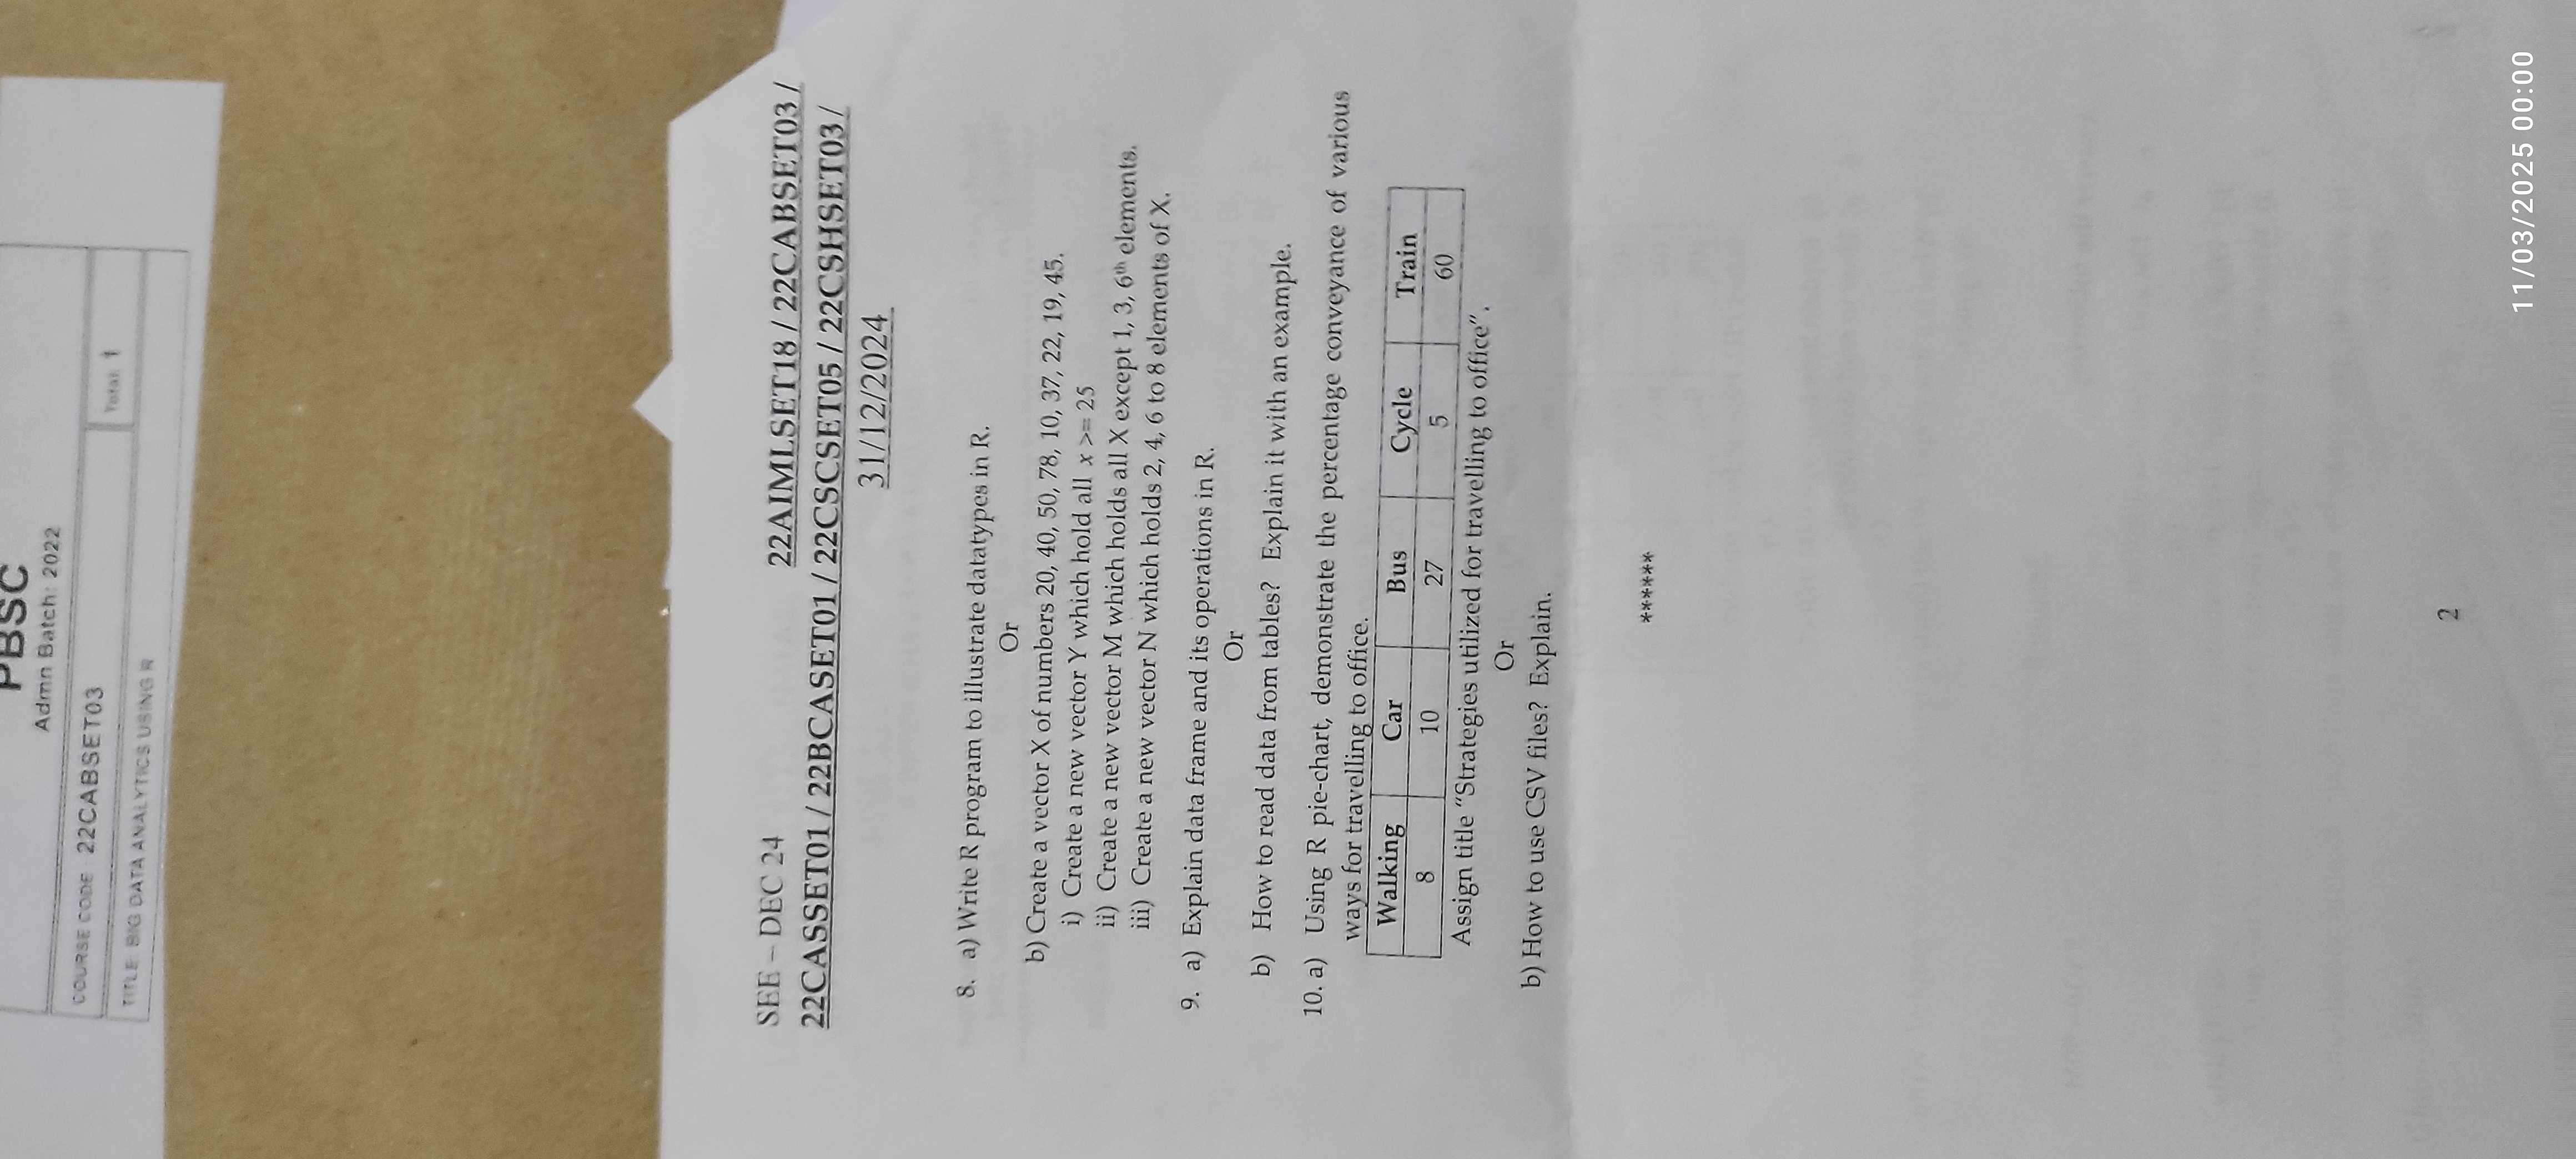 PBSC
Admn Batch: 2022
COURSE CODE : 22CABSET03
Total: 1
TITLE: BIG DATA ANALYTICS USING R
SEE – DEC 24
22AIMLSET18 / 22CABSET03 /
22CASSET01 / 22BCASET01 / 22CSCSET05 / 22CSHSET03 /
31/12/2024
8. a) Write R program to illustrate datatypes in R.
Or
b) Create a vector X of numbers 20, 40, 50, 78, 10, 37, 22, 19, 45.
i) Create a new vector Y which hold all x >= 25
ii) Create a new vector M which holds all X except 1, 3, 6th elements.
iii) Create a new vector N which holds 2, 4, 6 to 8 elements of X.
9. a) Explain data frame and its operations in R.
Or
b) How to read data from tables? Explain it with an example.
10. a) Using R pie-chart, demonstrate the percentage conveyance of various
ways for travelling to office.
Walking Car Bus Cycle Train
8 10 27 5 60
Assign title “Strategies utilized for travelling to office”.
Or
b) How to use CSV files? Explain.
******
2
11/03/2025 00:00